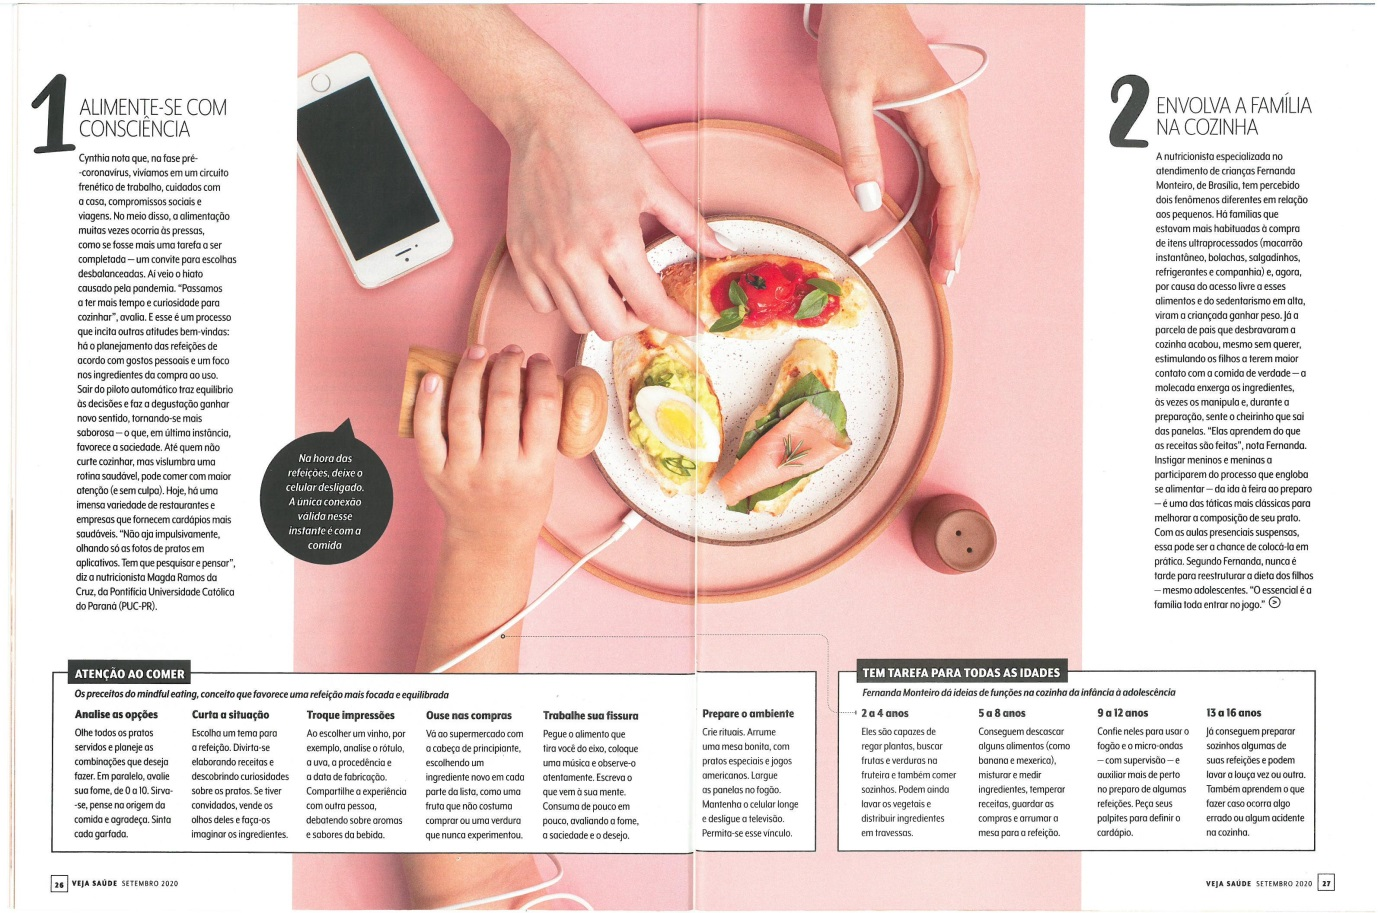 1
ALIMENTE-SE COM
CONSCIÊNCIA
Cynthia nota que, na fase pré-
-coronavírus, vivíamos em um circuito
frenético de trabalho, cuidados com
a casa, compromissos sociais e
viagens. No meio disso, a alimentação
muitas vezes ocorria às pressas,
como se fosse mais uma tarefa a ser
completada — um convite para escolhas
desbalanceadas. Aí veio o hiato
causado pela pandemia. “Passamos
a ter mais tempo e curiosidade para
cozinhar”, avalia. E esse é um processo
que incita outras atitudes bem-vindas:
há o planejamento das refeições de
acordo com gostos pessoais e um foco
nos ingredientes da compra ao uso.
Sair do piloto automático traz equilíbrio
às decisões e faz a degustação ganhar
novo sentido, tornando-se mais
saborosa — o que, em última instância,
favorece a saciedade. Até quem não
curte cozinhar, mas vislumbra uma
rotina saudável, pode comer com maior
atenção (e sem culpa). Hoje, há uma
imensa variedade de restaurantes e
empresas que fornecem cardápios mais
saudáveis. “Não aja impulsivamente,
olhando só as fotos de pratos em
aplicativos. Tem que pesquisar e pensar”,
diz a nutricionista Magda Ramos da
Cruz, da Pontifícia Universidade Católica
do Paraná (PUC-PR).
Na hora das
refeições, deixe o
celular desligado.
A única conexão
válida nesse
instante é com a
comida
2
ENVOLVA A FAMÍLIA
NA COZINHA
A nutricionista especializada no
atendimento de crianças Fernanda
Monteiro, de Brasília, tem percebido
dois fenômenos diferentes em relação
aos pequenos. Há famílias que
estavam mais habituadas à compra
de itens ultraprocessados (macarrão
instantâneo, bolachas, salgadinhos,
refrigerantes e companhia) e, agora,
por causa do acesso livre a esses
alimentos e do sedentarismo em alta,
viram a criançada ganhar peso. Já a
parcela de pais que desbravaram a
cozinha acabou, mesmo sem querer,
estimulando os filhos a terem maior
contato com a comida de verdade — a
molecada enxerga os ingredientes,
às vezes os manipula e, durante a
preparação, sente o cheirinho que sai
das panelas. “Elas aprendem do que
as receitas são feitas”, nota Fernanda.
Instigar meninos e meninas a
participarem do processo que engloba
se alimentar — da ida à feira ao preparo
— é uma das táticas mais clássicas para
melhorar a composição de seu prato.
Com as aulas presenciais suspensas,
essa pode ser a chance de colocá-la em
prática. Segundo Fernanda, nunca é
tarde para reestruturar a dieta dos filhos
— mesmo adolescentes. “O essencial é a
família toda entrar no jogo.”
ATENÇÃO AO COMER
Os preceitos do mindful eating, conceito que favorece uma refeição mais focada e equilibrada
Analise as opções
Olhe todos os pratos
servidos e planeje as
combinações que deseja
fazer. Em paralelo, avalie
sua fome, de 0 a 10. Sirva-
-se, pense na origem da
comida e agradeça. Sinta
cada garfada.
Curta a situação
Escolha um tema para
a refeição. Divirta-se
elaborando receitas e
descobrindo curiosidades
sobre os pratos. Se tiver
convidados, vende os
olhos deles e faça-os
imaginar os ingredientes.
Troque impressões
Ao escolher um vinho, por
exemplo, analise o rótulo,
a uva, a procedência e
a data de fabricação.
Compartilhe a experiência
com outra pessoa,
debatendo sobre aromas
e sabores da bebida.
Ouse nas compras
Vá ao supermercado com
a cabeça de principiante,
escolhendo um
ingrediente novo em cada
parte da lista, como uma
fruta que não costuma
comprar ou uma verdura
que nunca experimentou.
Trabalhe sua fissura
Pegue o alimento que
tira você do eixo, coloque
uma música e observe-o
atentamente. Escreva o
que vem à sua mente.
Consuma de pouco em
pouco, avaliando a fome,
a saciedade e o desejo.
Prepare o ambiente
Crie rituais. Arrume
uma mesa bonita, com
pratos especiais e jogos
americanos. Largue
as panelas no fogão.
Mantenha o celular longe
e desligue a televisão.
Permita-se esse vínculo.
TEM TAREFA PARA TODAS AS IDADES
Fernanda Monteiro dá ideias de funções na cozinha da infância à adolescência
2 a 4 anos
Eles são capazes de
regar plantas, buscar
frutas e verduras na
fruteira e também comer
sozinhos. Podem ainda
lavar os vegetais e
distribuir ingredientes
em travessas.
5 a 8 anos
Conseguem descascar
alguns alimentos (como
banana e mexerica),
misturar e medir
ingredientes, temperar
receitas, guardar as
compras e arrumar a
mesa para a refeição.
9 a 12 anos
Confie neles para usar o
fogão e o micro-ondas
— com supervisão — e
auxiliar mais de perto
no preparo de algumas
refeições. Peça seus
palpites para definir o
cardápio.
13 a 16 anos
Já conseguem preparar
sozinhos algumas de
suas refeições e podem
lavar a louça vez ou outra.
Também aprendem o que
fazer caso ocorra algo
errado ou algum acidente
na cozinha.
26 VEJA SAÚDE SETEMBRO 2020
VEJA SAÚDE SETEMBRO 2020 27